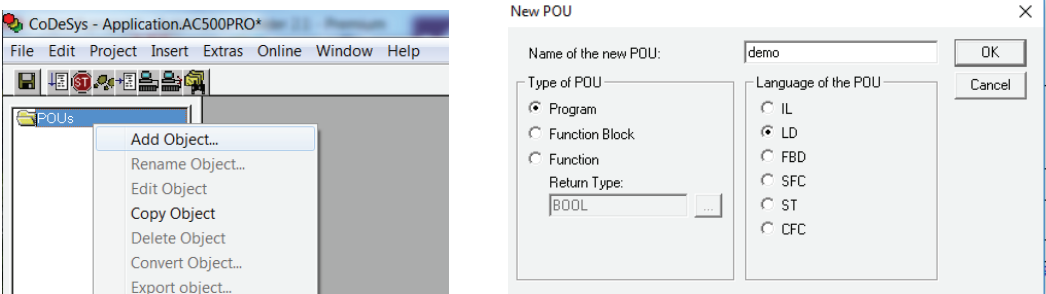 CoDeSys - Application.AC500PRO*
File Edit Project Insert Extras Online Window Help
POUs
Add Object...
Rename Object...
Edit Object
Copy Object
Delete Object
Convert Object...
Export object...
New POU
Name of the new POU: demo OK
Type of POU Language of the POU Cancel
Program IL
Function Block LD
Function FBD
Return Type: SFC
BOOL ... ST
CFC